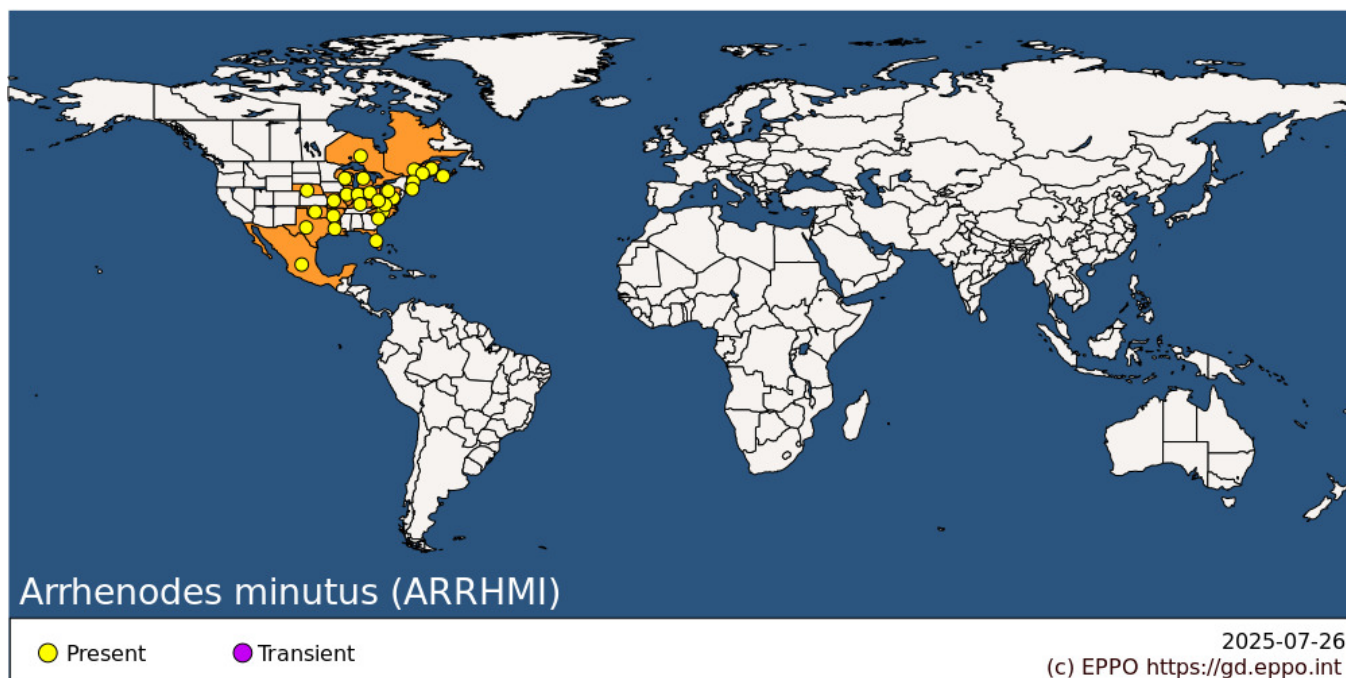 Arrhenodes minutus (ARRHMI)
Present
Transient
2025-07-26
(c) EPPO https://gd.eppo.int